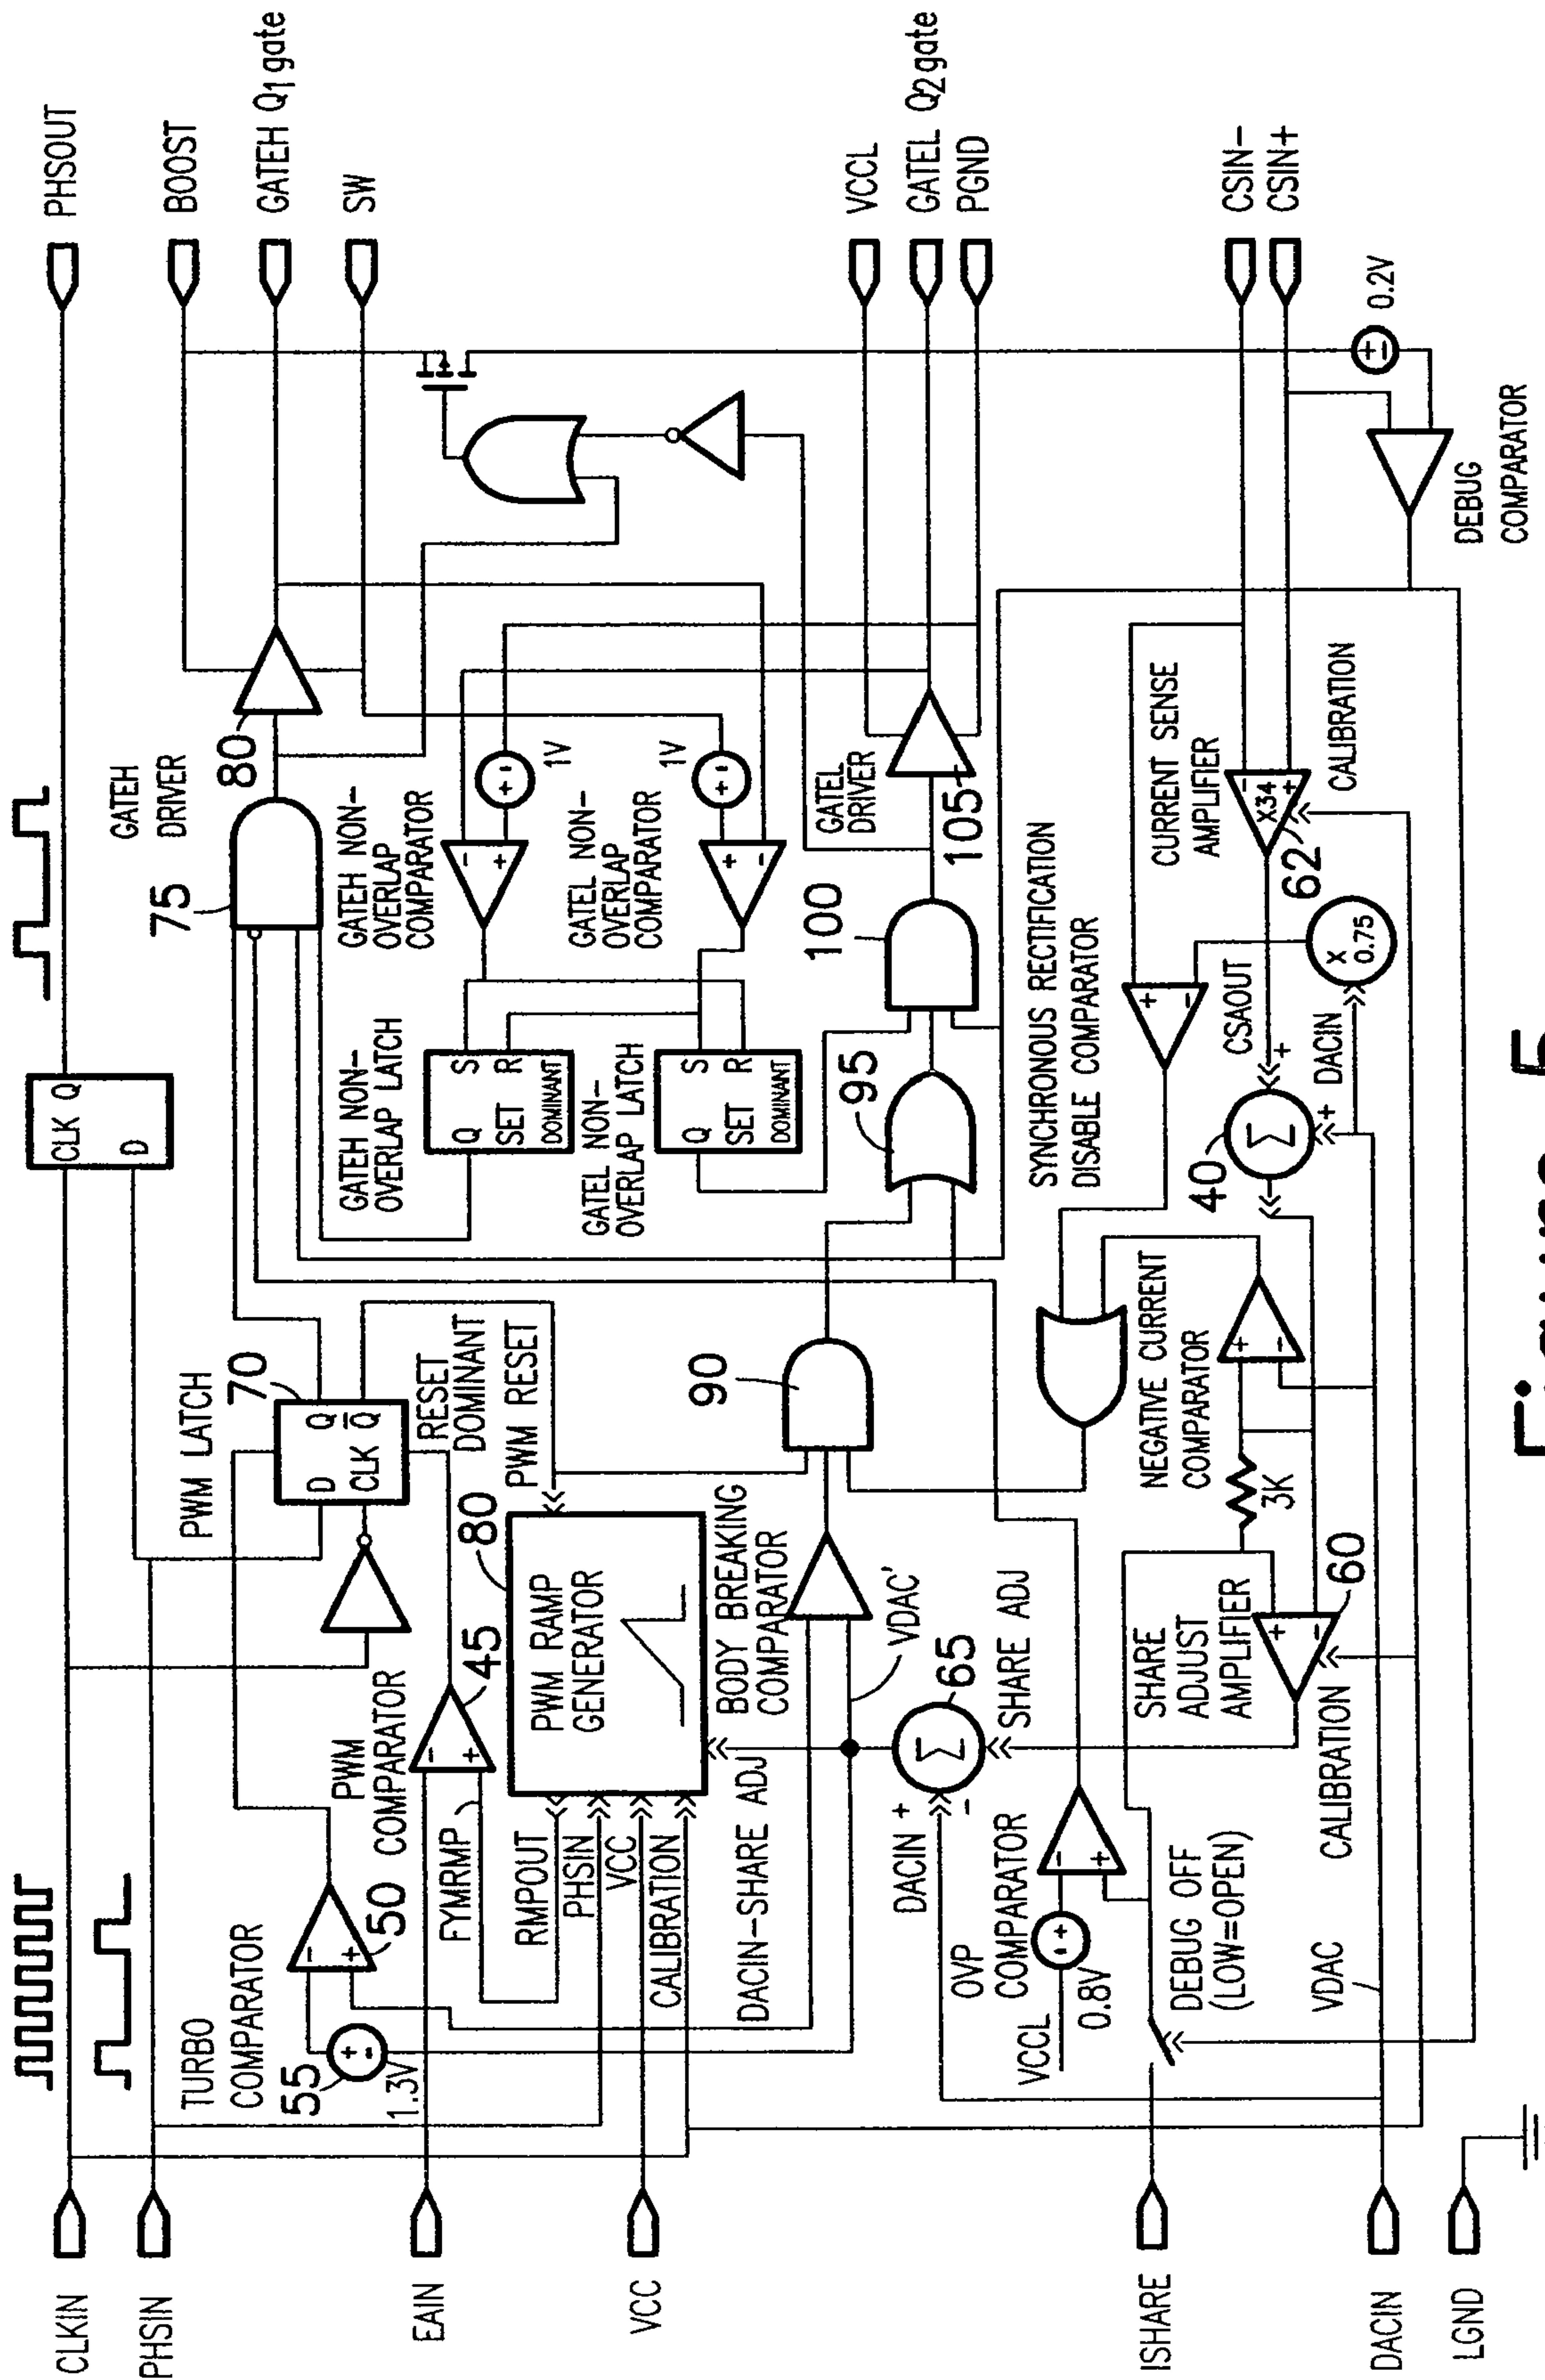 CLKIN
PHSIN
EAIN
VCC
ISHARE
DACIN
LGND
PHSOUT
BOOST
GATEH Q1 gate
SW
VCCL
GATEL Q2 gate
PGND
CSIN-
CSIN+
TURBO
COMPARATOR
50
55
+
-
1.3V
-
+
PWM
COMPARATOR
45
-
+
FYMRMP
RMPOUT
PHSIN
VCC
CALIBRATION
DACIN-SHARE ADJ
PWM LATCH
70
D
Q
CLK
Q
RESET
DOMINANT
PWM RESET
80
PWM RAMP
GENERATOR
BODY BREAKING
COMPARATOR
VDAC'
65
Σ
DACIN
+
-
SHARE ADJ
90
OVP
COMPARATOR
-
+
VCCL
0.8V
- +
DEBUG OFF
(LOW=OPEN)
VDAC
CALIBRATION
SHARE
ADJUST
AMPLIFIER
+
-
60
3K
NEGATIVE CURRENT
COMPARATOR
+
-
CLK Q
D
GATEH
DRIVER
75
80
GATEH NON-
OVERLAP
COMPARATOR
-
+
+ -
1V
GATEL NON-
OVERLAP
COMPARATOR
+
-
+ -
1V
GATEH NON-
OVERLAP LATCH
Q
S
SET
R
DOMINANT
GATEL NON-
OVERLAP LATCH
Q
S
SET
R
DOMINANT
95
100
GATEL
DRIVER
105
SYNCHRONOUS RECTIFICATION
DISABLE COMPARATOR
+
-
CURRENT SENSE
AMPLIFIER
-
X34
+
62
CALIBRATION
CSAOUT
+
40
Σ
+
DACIN
X
0.75
+ -
0.2V
DEBUG
COMPARATOR
Figure 5